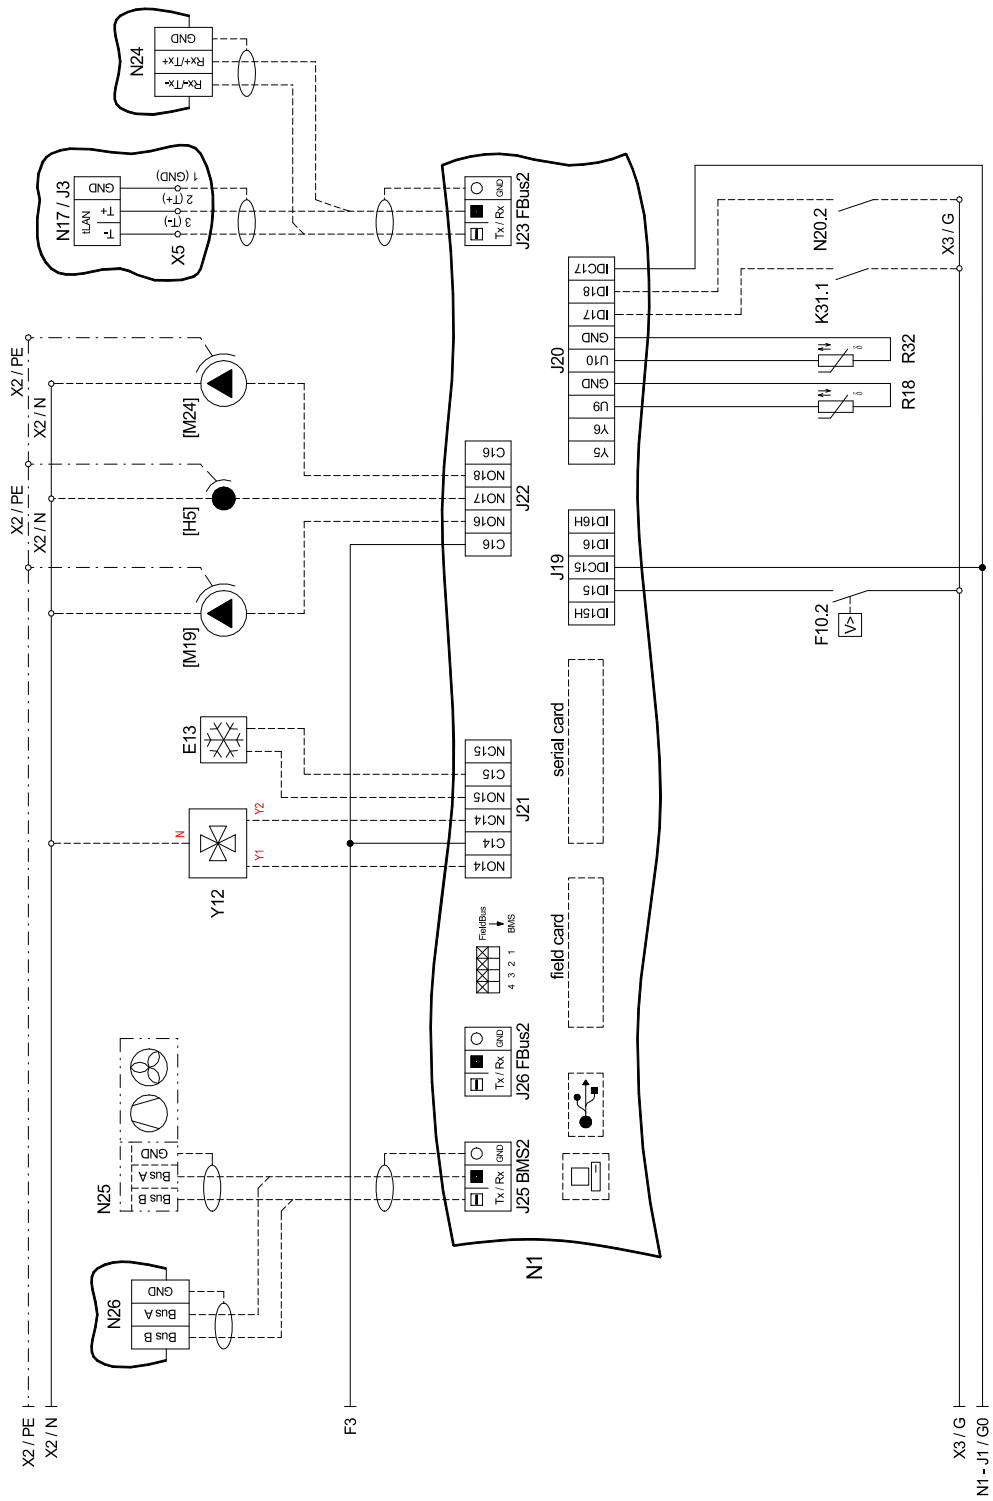 N24
GND
Rx+/Tx+
Rx-/Tx-
N17 / J3
tLAN
GND
T+
T-
1 (GND)
2 (T+)
3 (T-)
X5
J23 FBus2
GND
Tx / Rx
X2 / PE
X2 / N
[M24]
X2 / PE
X2 / N
[H5]
[M19]
C16
NO18
NO17
NO16
C16
J22
E13
Y12
N
Y2
Y1
NC15
C15
NO15
NC14
C14
NO14
J21
FieldBus
BMS
4 3 2 1
J26 FBus2
GND
Tx / Rx
J25 BMS2
GND
Tx / Rx
N25
GND
Bus A
Bus B
N26
GND
Bus A
Bus B
N1
field card
serial card
J20
IDC17
ID18
ID17
GND
U10
GND
U9
Y6
Y5
J19
ID16H
ID16
IDC15
ID15
ID15H
N20.2
X3 / G
K31.1
R32
R18
F10.2
V>
X2 / PE
X2 / N
F3
X3 / G
N1 - J1 / G0